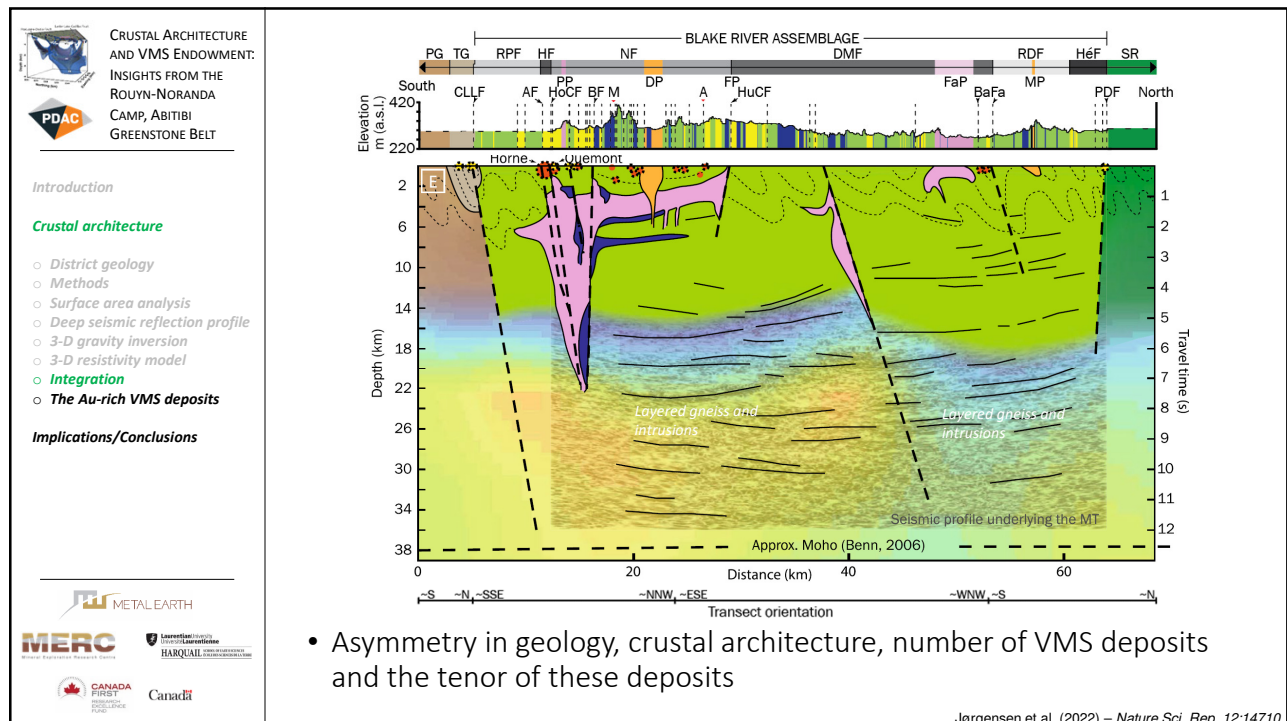 CRUSTAL ARCHITECTURE
AND VMS ENDOWMENT:
INSIGHTS FROM THE
ROUYN-NORANDA
CAMP, ABITIBI
GREENSTONE BELT
PDAC
Introduction
Crustal architecture
○ District geology
○ Methods
○ Surface area analysis
○ Deep seismic reflection profile
○ 3-D gravity inversion
○ 3-D resistivity model
○ Integration
○ The Au-rich VMS deposits
Implications/Conclusions
METAL EARTH
MERC
Mineral Exploration Research Centre
LaurentianUniversity
UniversitéLaurentienne
HARQUAIL
CANADA
FIRST
RESEARCH
EXCELLENCE
FUND
Canada
BLAKE RIVER ASSEMBLAGE
PG TG RPF HF NF DMF RDF HéF SR
South PP DP FP FaP MP North
CLLF AF HoCF BF M A HuCF BaFa PDF
420
Elevation
m (a.s.l.)
220
Horne Quemont
E
2
6
10
14
18
22
26
30
34
38
Depth (km)
1
2
3
4
5
6
7
8
9
10
11
12
Travel time (s)
Layered gneiss and
intrusions
Layered gneiss and
intrusions
Seismic profile underlying the MT
Approx. Moho (Benn, 2006)
0 20 40 60
Distance (km)
~S ~N ~SSE ~NNW ~ESE ~WNW ~S ~N
Transect orientation
• Asymmetry in geology, crustal architecture, number of VMS deposits
and the tenor of these deposits
Jørgensen et al. (2022) – Nature Sci. Rep. 12:14710